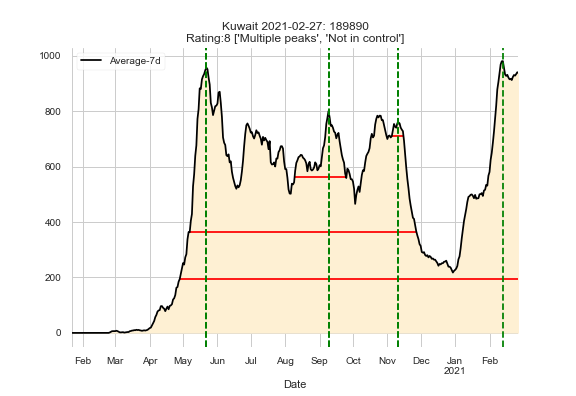 Kuwait 2021-02-27: 189890
Rating:8 ['Multiple peaks', 'Not in control']
Average-7d
1000
800
600
400
200
0
Feb Mar Apr May Jun Jul Aug Sep Oct Nov Dec Jan Feb
2021
Date